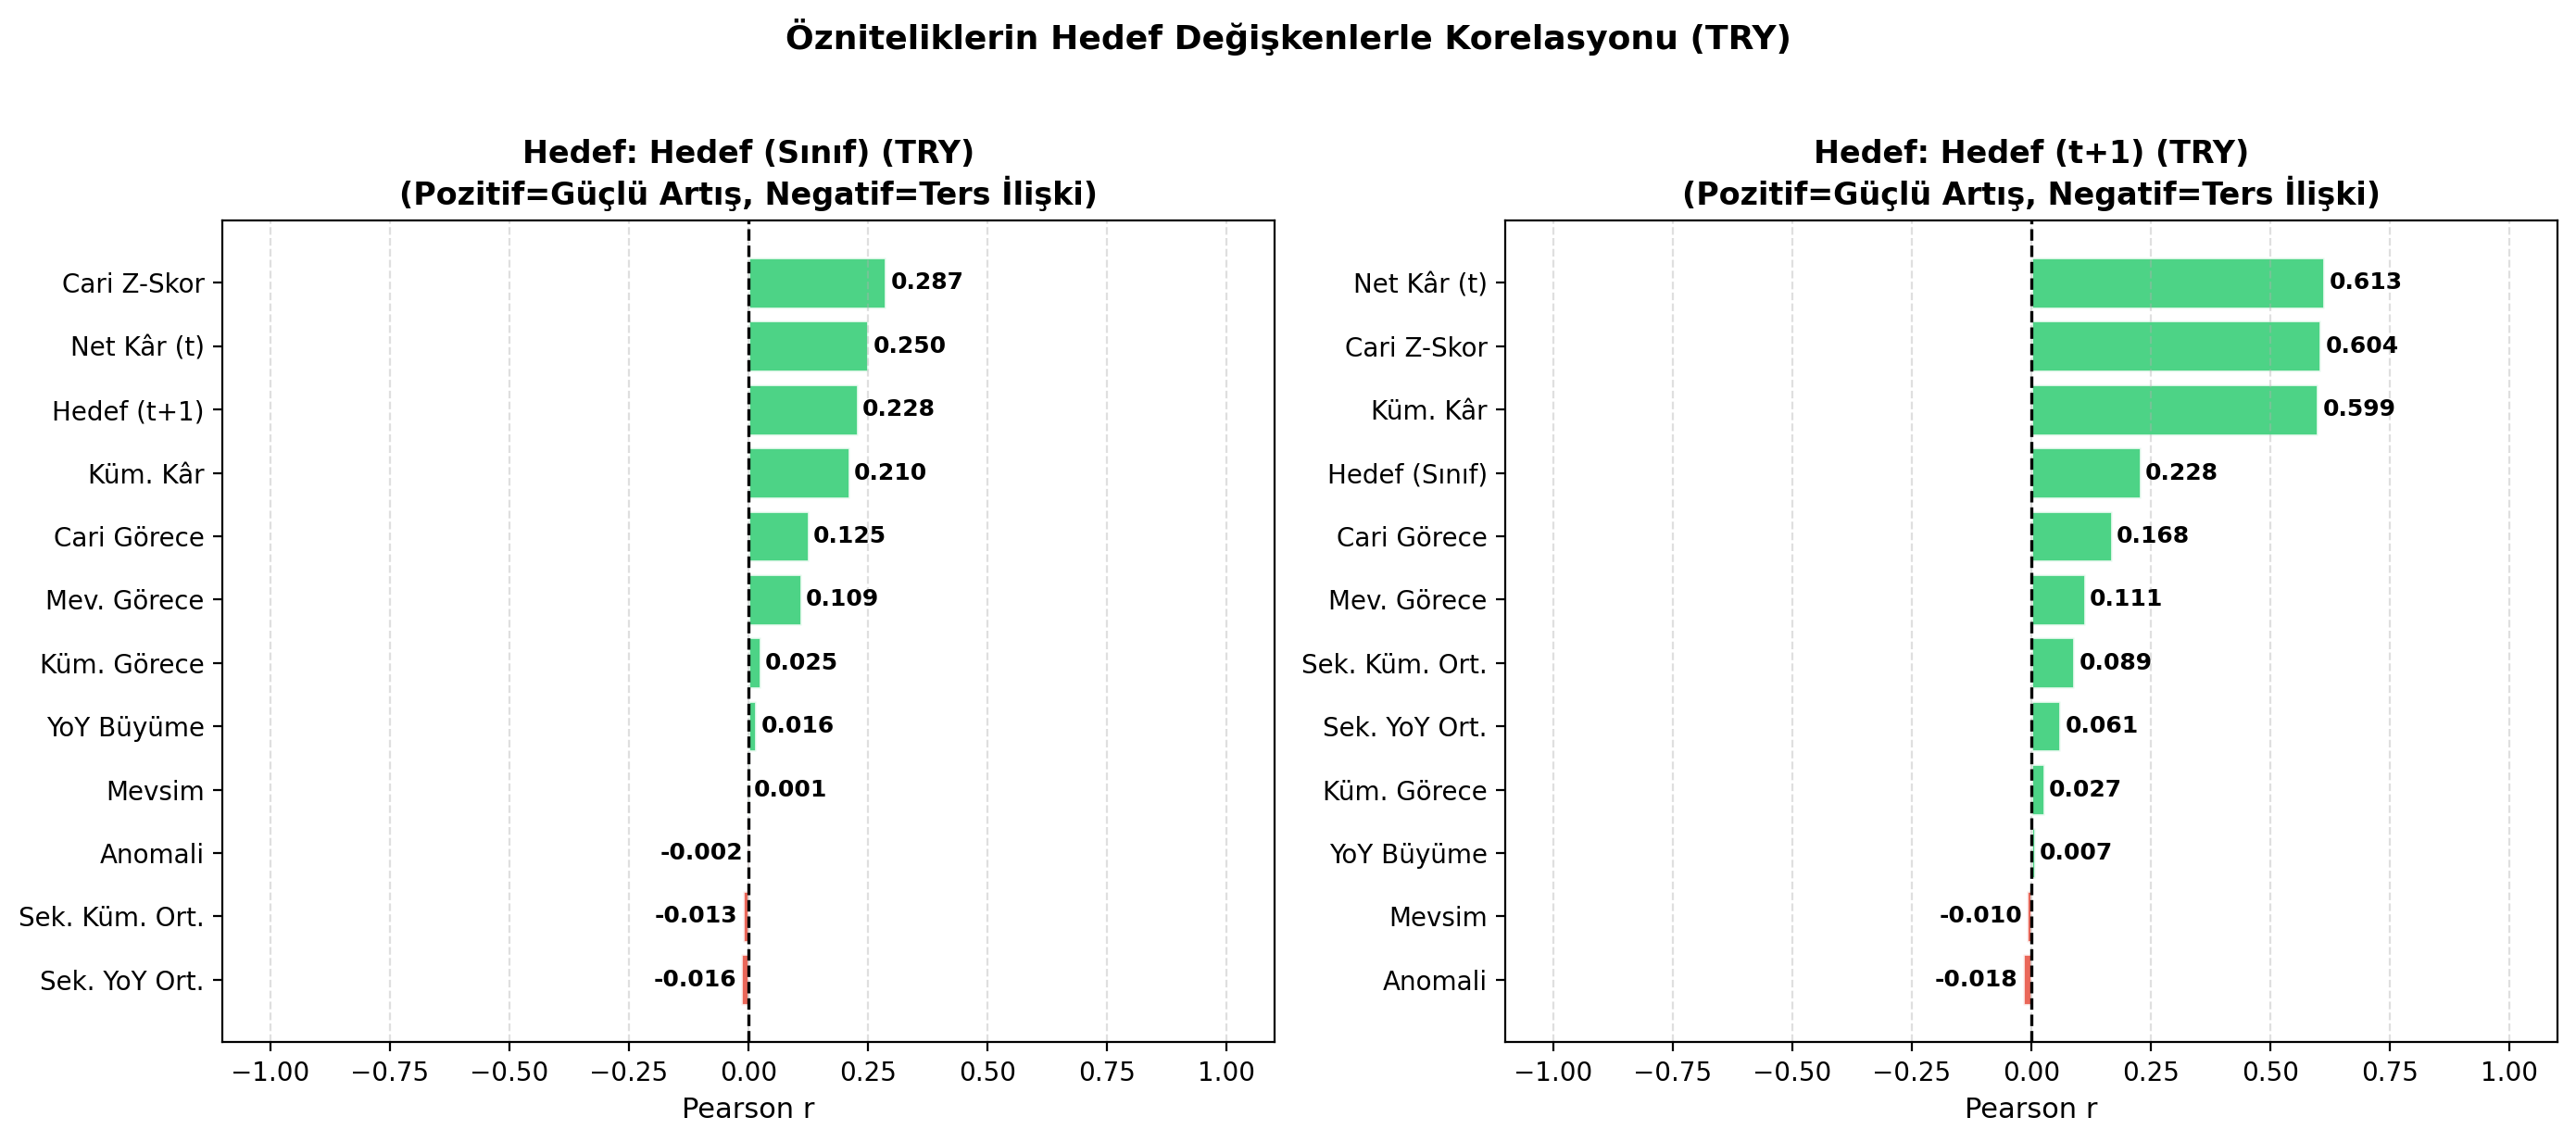 Özniteliklerin Hedef Değişkenlerle Korelasyonu (TRY)
Hedef: Hedef (Sınıf) (TRY)
(Pozitif=Güçlü Artış, Negatif=Ters İlişki)
Cari Z-Skor 0.287
Net Kâr (t) 0.250
Hedef (t+1) 0.228
Küm. Kâr 0.210
Cari Görece 0.125
Mev. Görece 0.109
Küm. Görece 0.025
YoY Büyüme 0.016
Mevsim 0.001
Anomali -0.002
Sek. Küm. Ort. -0.013
Sek. YoY Ort. -0.016
−1.00 −0.75 −0.50 −0.25 0.00 0.25 0.50 0.75 1.00
Pearson r
Hedef: Hedef (t+1) (TRY)
(Pozitif=Güçlü Artış, Negatif=Ters İlişki)
Net Kâr (t) 0.613
Cari Z-Skor 0.604
Küm. Kâr 0.599
Hedef (Sınıf) 0.228
Cari Görece 0.168
Mev. Görece 0.111
Sek. Küm. Ort. 0.089
Sek. YoY Ort. 0.061
Küm. Görece 0.027
YoY Büyüme 0.007
Mevsim -0.010
Anomali -0.018
−1.00 −0.75 −0.50 −0.25 0.00 0.25 0.50 0.75 1.00
Pearson r